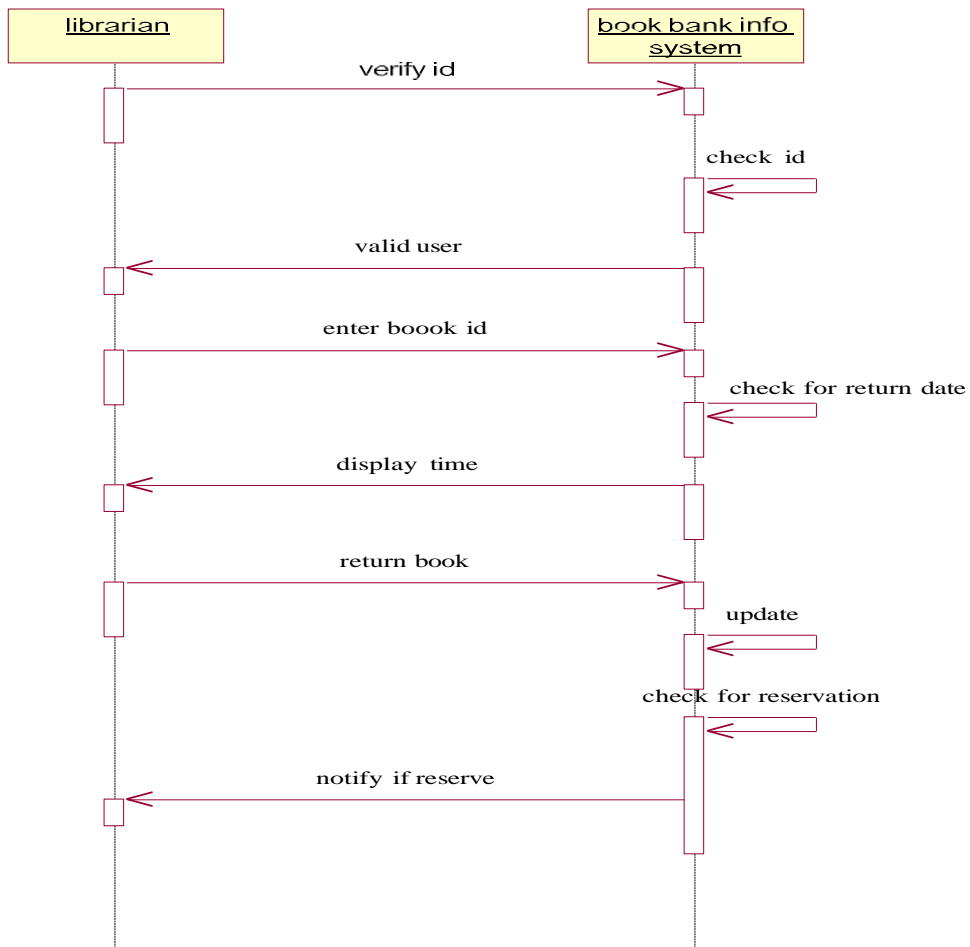 librarian
book bank info
system
verify id
check id
valid user
enter boook id
check for return date
display time
return book
update
check for reservation
notify if reserve